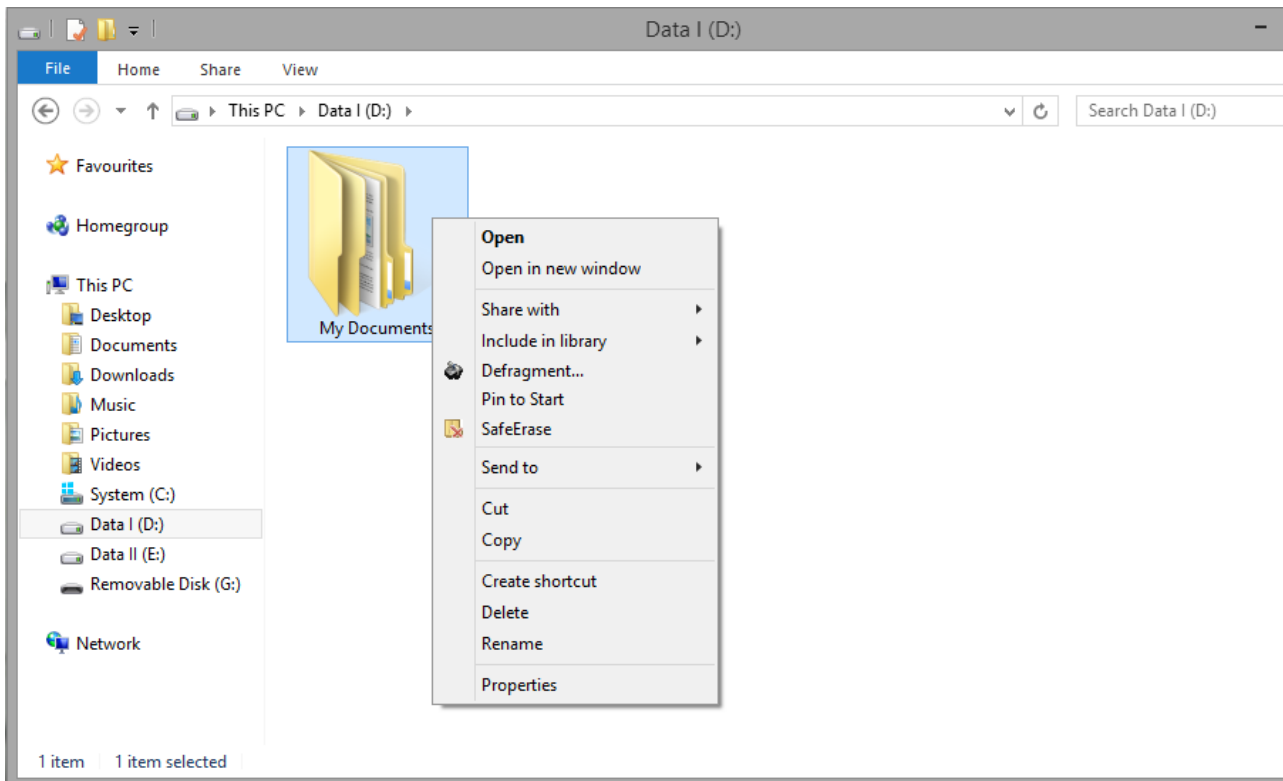 Data I (D:)
File Home Share View
This PC Data I (D:) Search Data I (D:)
Favourites
Homegroup
This PC
Desktop
Documents
Downloads
Music
Pictures
Videos
System (C:)
Data I (D:)
Data II (E:)
Removable Disk (G:)
Network
My Documents
Open
Open in new window
Share with
Include in library
Defragment...
Pin to Start
SafeErase
Send to
Cut
Copy
Create shortcut
Delete
Rename
Properties
1 item 1 item selected